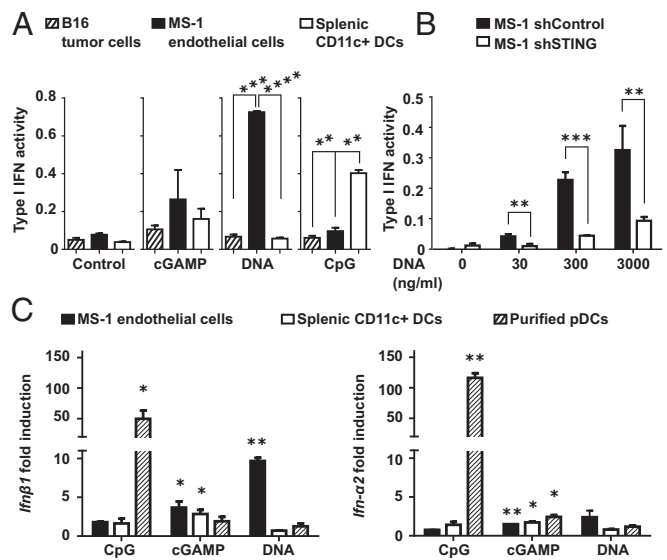 A
B16 tumor cells
MS-1 endothelial cells
Splenic CD11c+ DCs
Type I IFN activity
0.8
0.6
0.4
0.2
0
*** ****
** **
Control
cGAMP
DNA
CpG
B
MS-1 shControl
MS-1 shSTING
Type I IFN activity
0.5
0.4
0.3
0.2
0.1
0
**
***
**
DNA (ng/ml)
0
30
300
3000
C
MS-1 endothelial cells
Splenic CD11c+ DCs
Purified pDCs
Ifnβ1 fold induction
150
100
50
10
5
0
*
*
*
**
CpG
cGAMP
DNA
Ifn-α2 fold induction
150
100
50
10
5
0
**
**
*
*
CpG
cGAMP
DNA